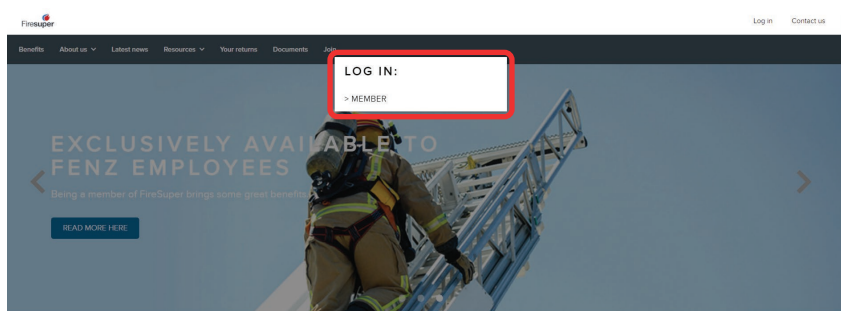 Firesuper
Log in Contact us
Benefits About us Latest news Resources Your returns Documents Join
LOG IN:
> MEMBER
EXCLUSIVELY AVAILABLE TO
FENZ EMPLOYEES
Being a member of FireSuper brings some great benefits
READ MORE HERE